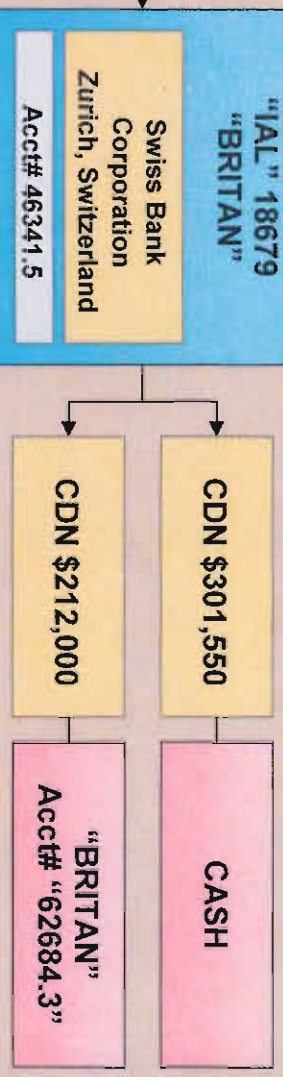 "IAL" 18679
"BRITAN"
Swiss Bank
Corporation
Zurich, Switzerland
Acct# 46341.5
CDN $301,550
CASH
CDN $212,000
"BRITAN"
Acct# "62684.3"